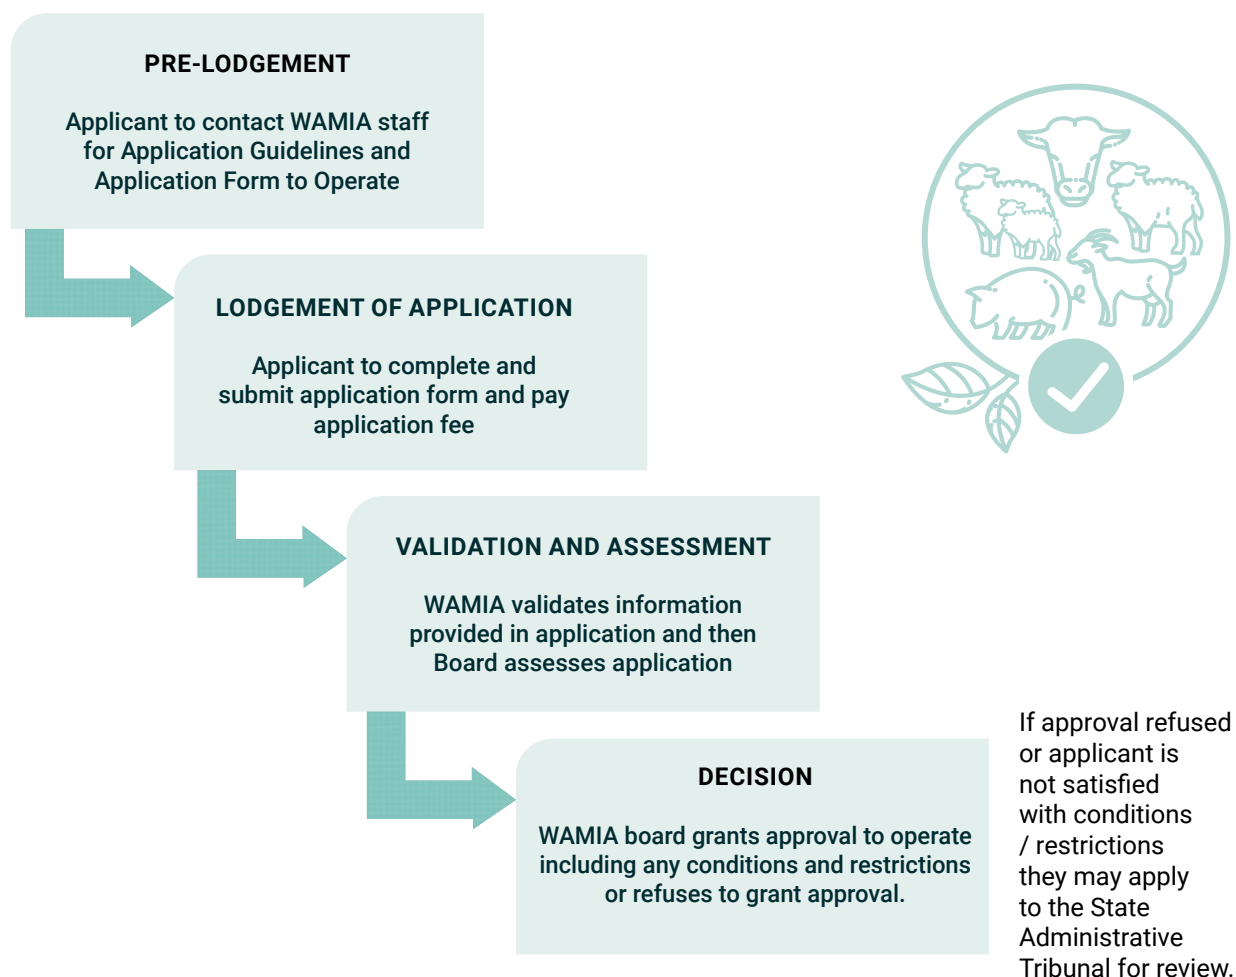 PRE-LODGEMENT
Applicant to contact WAMIA staff
for Application Guidelines and
Application Form to Operate
LODGEMENT OF APPLICATION
Applicant to complete and
submit application form and pay
application fee
VALIDATION AND ASSESSMENT
WAMIA validates information
provided in application and then
Board assesses application
DECISION
WAMIA board grants approval to operate
including any conditions and restrictions
or refuses to grant approval.
If approval refused
or applicant is
not satisfied
with conditions
/ restrictions
they may apply
to the State
Administrative
Tribunal for review.